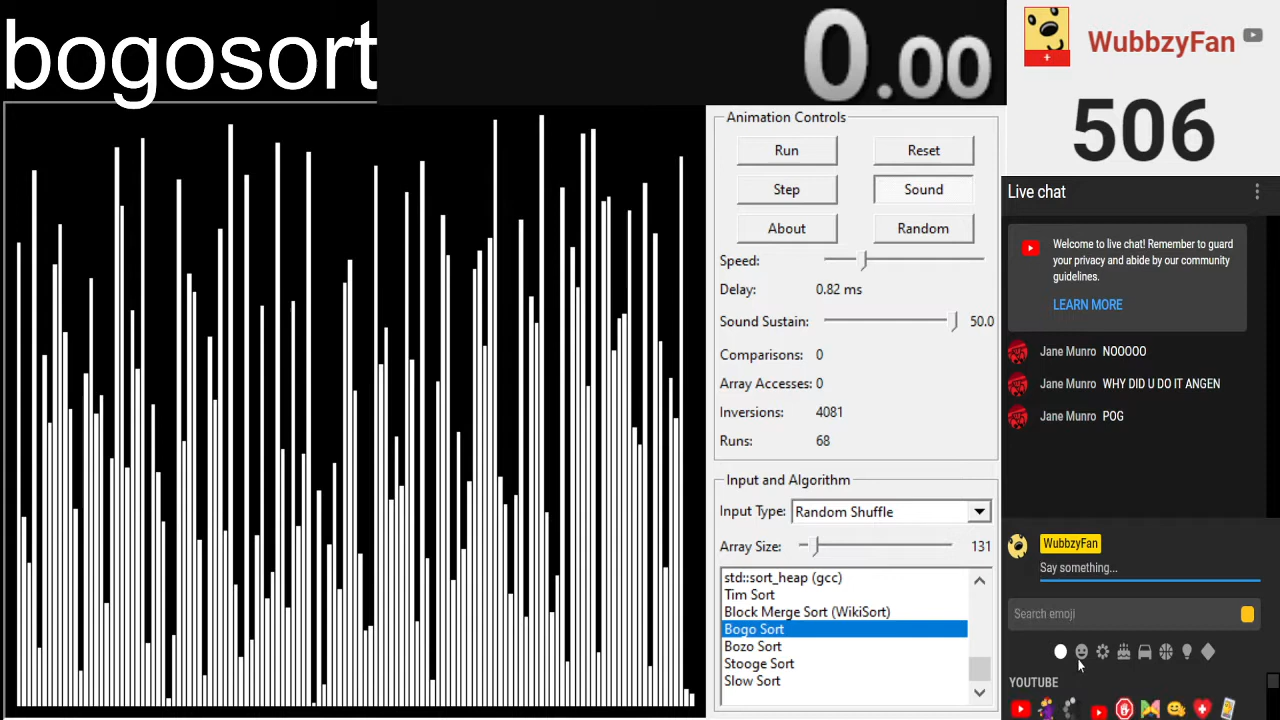 bogosort
0.00
WubbzyFan
506
Animation Controls
Run
Reset
Step
Sound
About
Random
Speed:
Delay: 0.82 ms
Sound Sustain: 50.0
Comparisons: 0
Array Accesses: 0
Inversions: 4081
Runs: 68
Input and Algorithm
Input Type: Random Shuffle
Array Size: 131
std::sort_heap (gcc)
Tim Sort
Block Merge Sort (WikiSort)
Bogo Sort
Bozo Sort
Stooge Sort
Slow Sort
Live chat
Welcome to live chat! Remember to guard
your privacy and abide by our community
guidelines.
LEARN MORE
Jane Munro NOOOOO
Jane Munro WHY DID U DO IT ANGEN
Jane Munro POG
WubbzyFan
Say something...
Search emoji
YOUTUBE